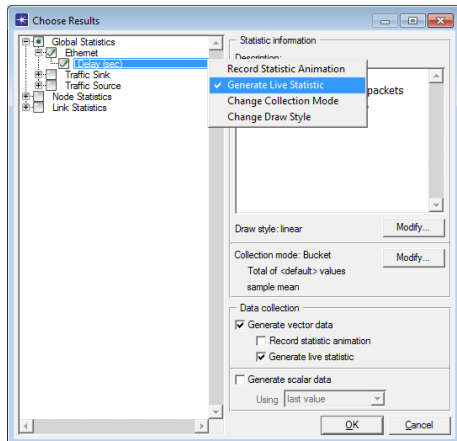 Choose Results
Global Statistics
Ethernet
Delay (sec)
Traffic Sink
Traffic Source
Node Statistics
Link Statistics
Statistic information
Description:
Record Statistic Animation
Generate Live Statistic
Change Collection Mode
Change Draw Style
packets
Draw style: linear
Modify...
Collection mode: Bucket
Modify...
Total of <default> values
sample mean
Data collection
Generate vector data
Record statistic animation
Generate live statistic
Generate scalar data
Using last value
OK
Cancel